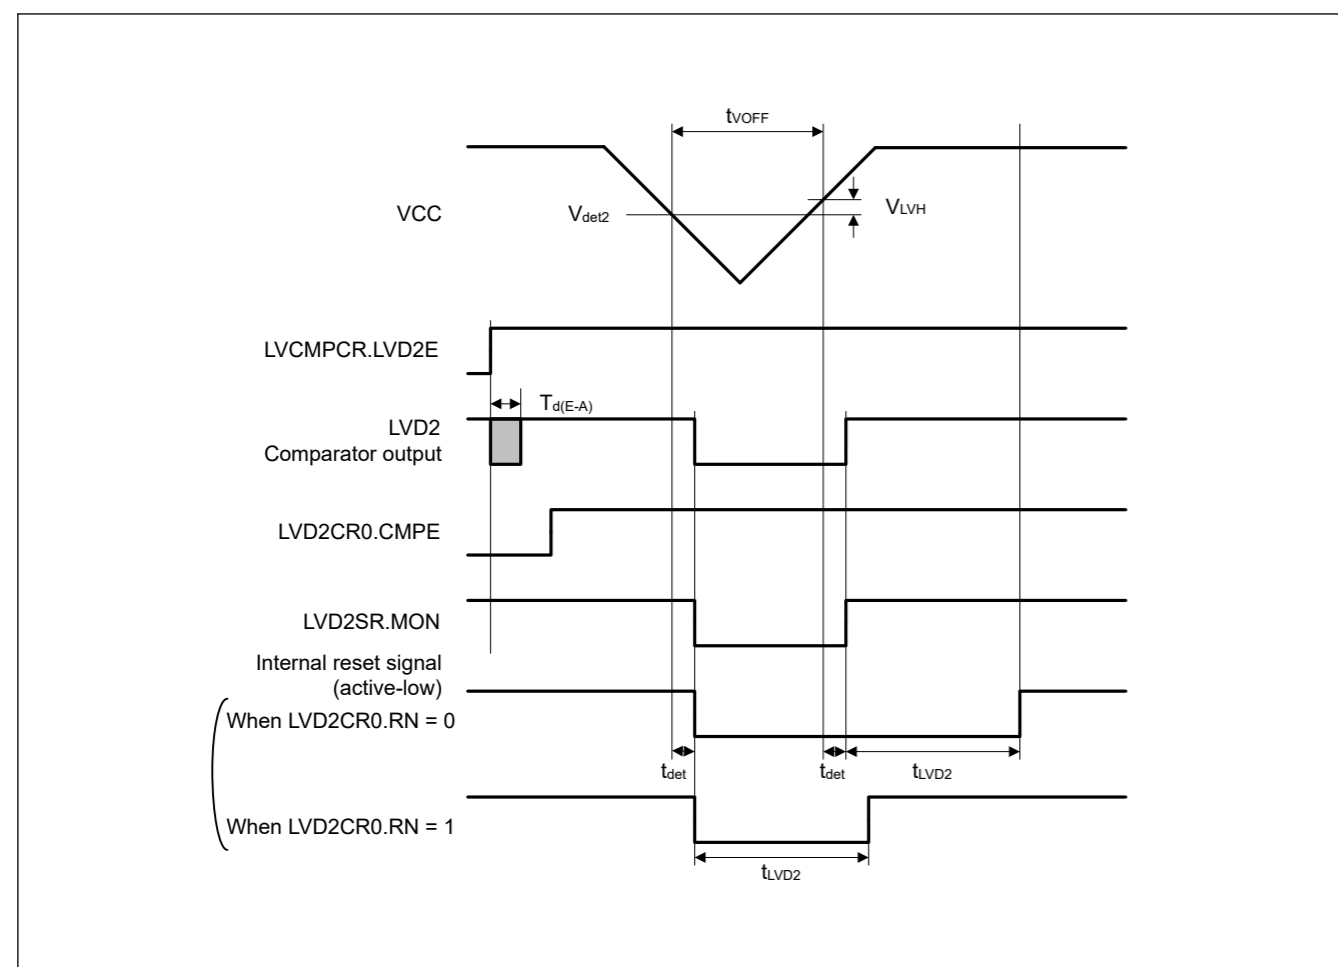 tVOFF
VCC
Vdet2
VLVH
LVCMPCR.LVD2E
Td(E-A)
LVD2
Comparator output
LVD2CR0.CMPE
LVD2SR.MON
Internal reset signal
(active-low)
When LVD2CR0.RN = 0
tdet
tdet
tLVD2
When LVD2CR0.RN = 1
tLVD2